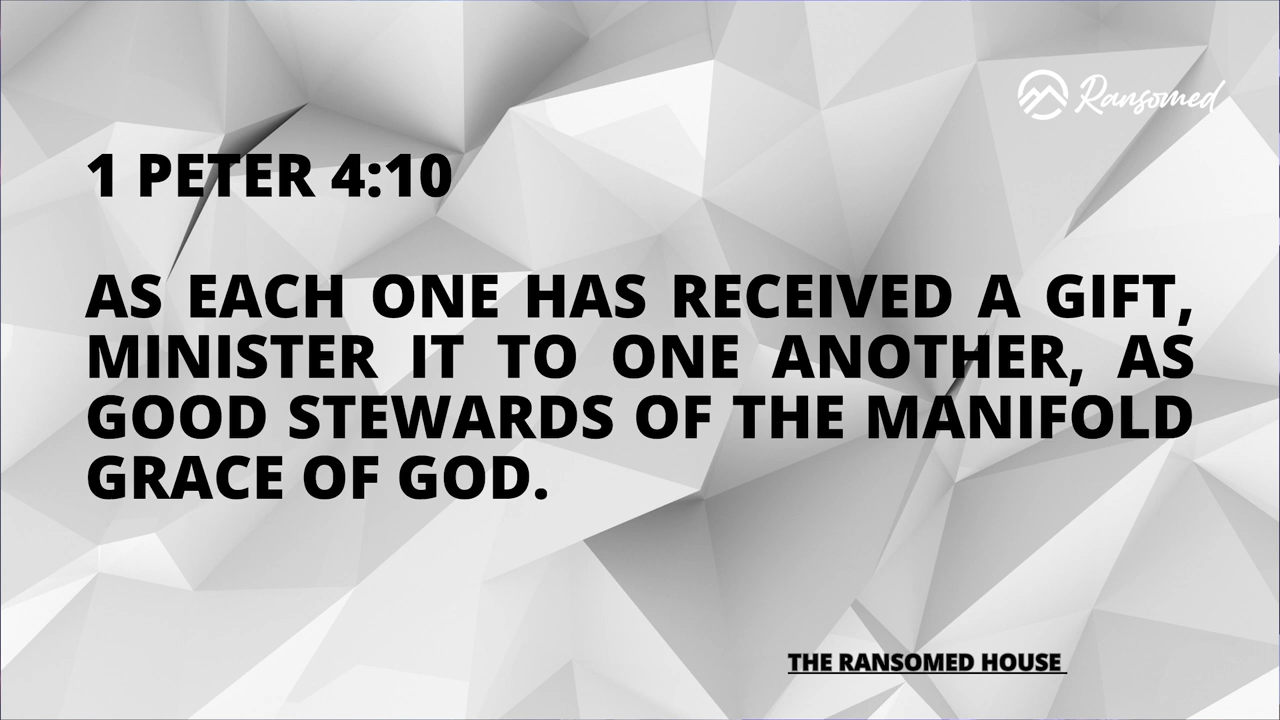 Ransomed
1 PETER 4:10
AS EACH ONE HAS RECEIVED A GIFT,
MINISTER IT TO ONE ANOTHER, AS
GOOD STEWARDS OF THE MANIFOLD
GRACE OF GOD.
THE RANSOMED HOUSE